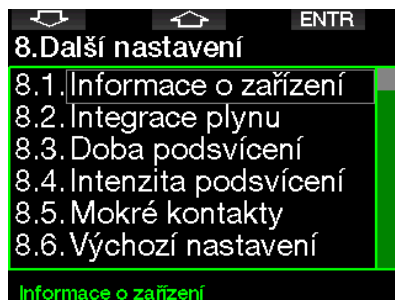 ENTR
8.Další nastavení
8.1.Informace o zařízení
8.2.Integrace plynu
8.3.Doba podsvícení
8.4.Intenzita podsvícení
8.5.Mokré kontakty
8.6.Výchozí nastavení
Informace o zařízení